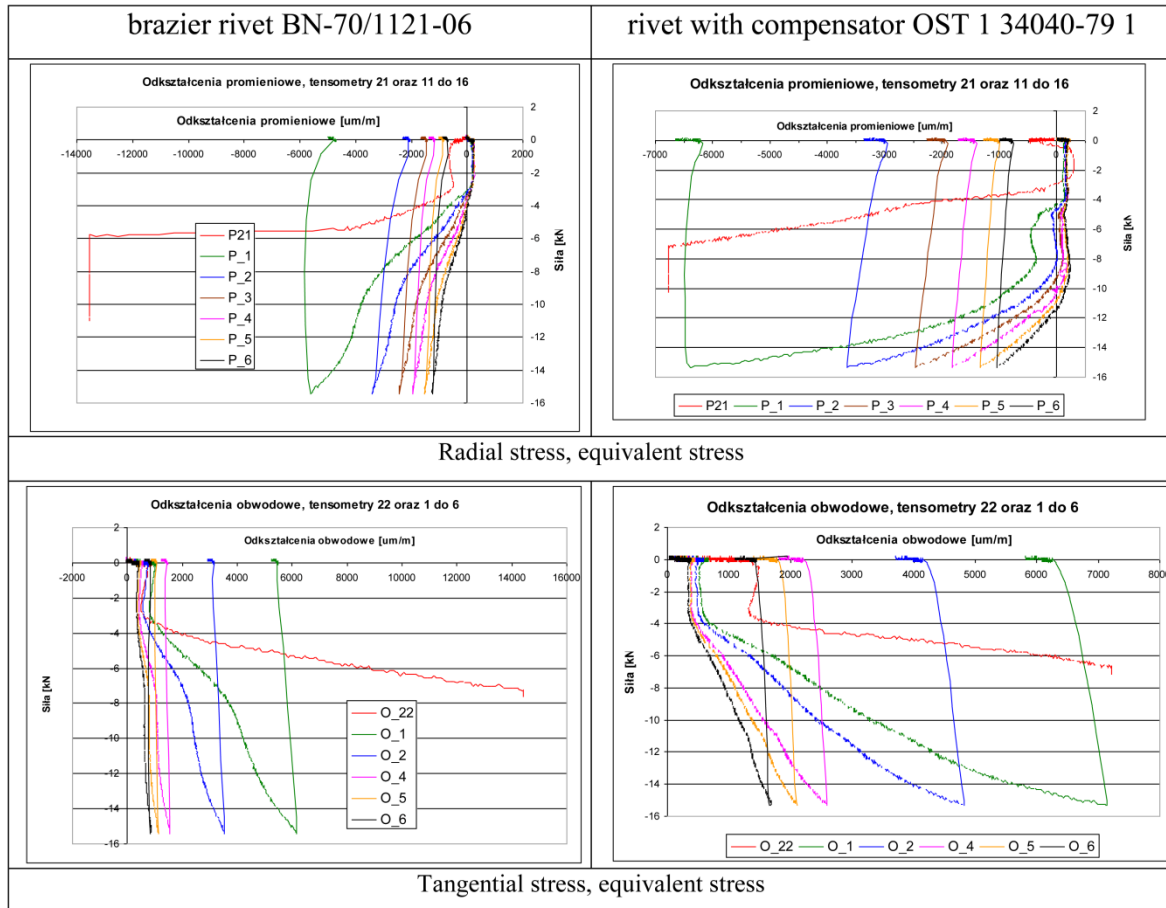 brazier rivet BN-70/1121-06
rivet with compensator OST 1 34040-79 1
Odkształcenia promieniowe, tensometry 21 oraz 11 do 16
Odkształcenia promieniowe [um/m]
-14000 -12000 -10000 -8000 -6000 -4000 -2000 0 2000
2
0
-2
-4
-6
-8
-10
-12
-14
-16
Siła [kN
P21
P_1
P_2
P_3
P_4
P_5
P_6
Odkształcenia promieniowe, tensometry 21 oraz 11 do 16
Odkształcenia promieniowe [um/m]
-7000 -6000 -5000 -4000 -3000 -2000 -1000 0 1000
2
0
-2
-4
-6
-8
-10
-12
-14
-16
Siła [kN
P21 P_1 P_2 P_3 P_4 P_5 P_6
Radial stress, equivalent stress
Odkształcenia obwodowe, tensometry 22 oraz 1 do 6
Odkształcenia obwodowe [um/m]
2
0
-2
-4
-6
-8
-10
-12
-14
-16
-2000 0 2000 4000 6000 8000 10000 12000 14000 16000
Siła [kN
O_22
O_1
O_2
O_4
O_5
O_6
Odkształcenia obwodowe, tensometry 22 oraz 1 do 6
Odkształcenia obwodowe [um/m]
2
0
-2
-4
-6
-8
-10
-12
-14
-16
0 1000 2000 3000 4000 5000 6000 7000 8000
Siła [kN
O_22 O_1 O_2 O_4 O_5 O_6
Tangential stress, equivalent stress